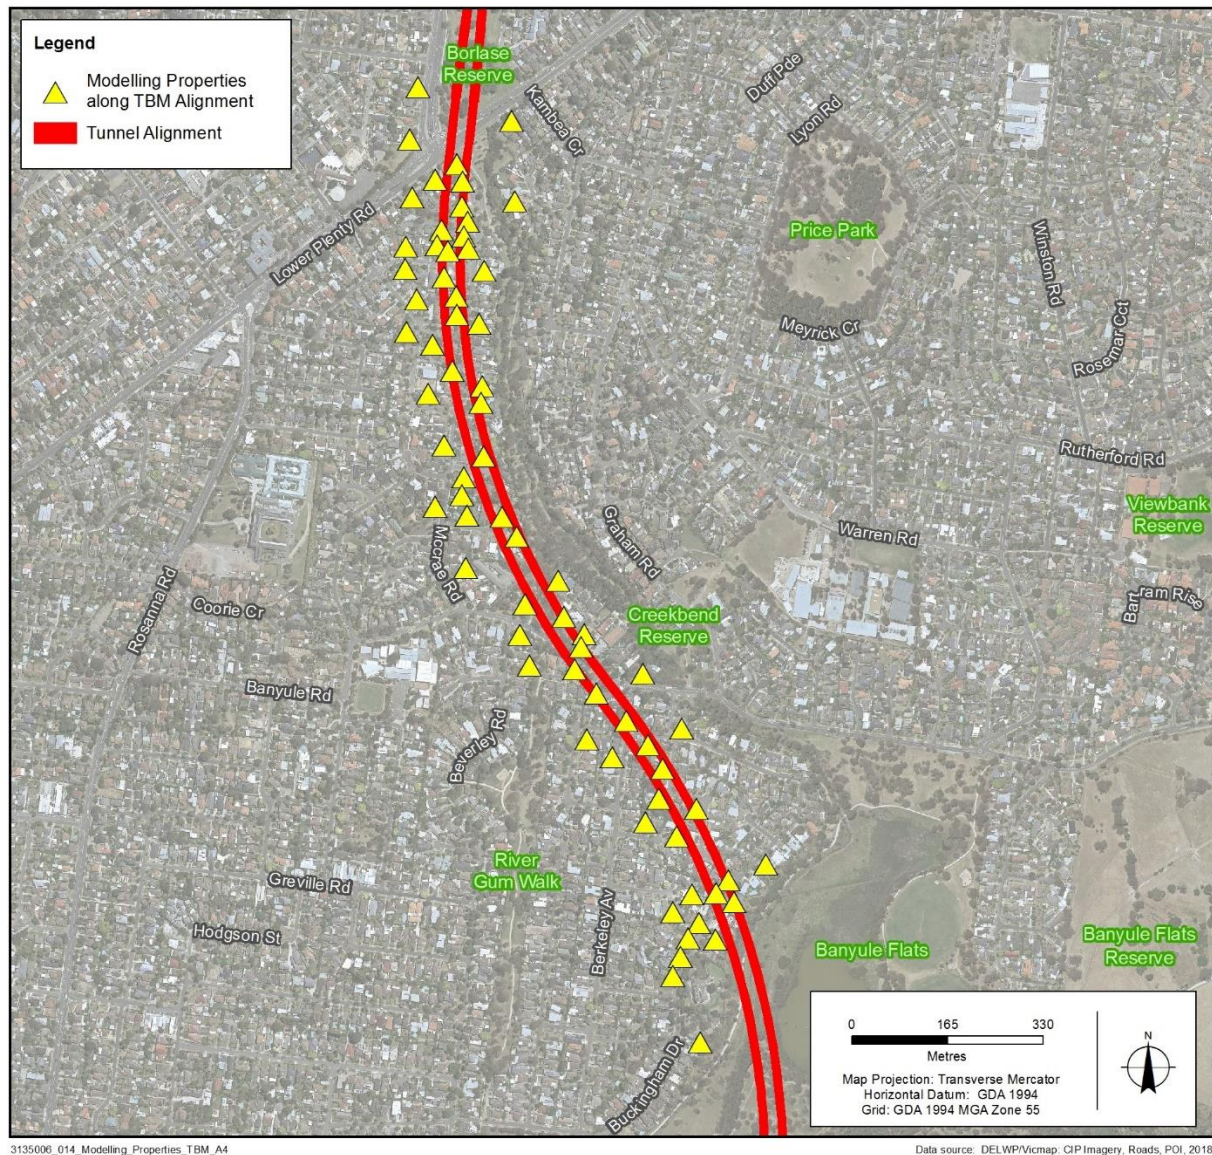 Legend
Modelling Properties
along TBM Alignment
Tunnel Alignment
Borlase
Reserve
Kambea Cr
Duff Pde
Lyon Rd
Lower Plenty Rd
Price Park
Winston Rd
Meyrick Cr
Rosemar Cct
Rutherford Rd
Viewbank
Reserve
Warren Rd
Graham Rd
Mccrae Rd
Rosanna Rd
Coorie Cr
Creekbend
Reserve
Bart ram Rise
Banyule Rd
Beverley Rd
River
Gum Walk
Greville Rd
Berkeley Av
Hodgson St
Banyule Flats
Banyule Flats
Reserve
Buckingham Dr
0 165 330
Metres
Map Projection: Transverse Mercator
Horizontal Datum: GDA 1994
Grid: GDA 1994 MGA Zone 55
N
3135006_014_Modelling_Properties_TBM_A4
Data source: DELWP/Vicmap: CIP Imagery, Roads, POI, 2018